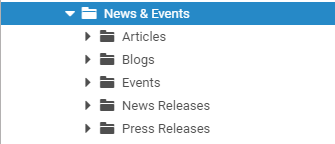 News & Events
Articles
Blogs
Events
News Releases
Press Releases